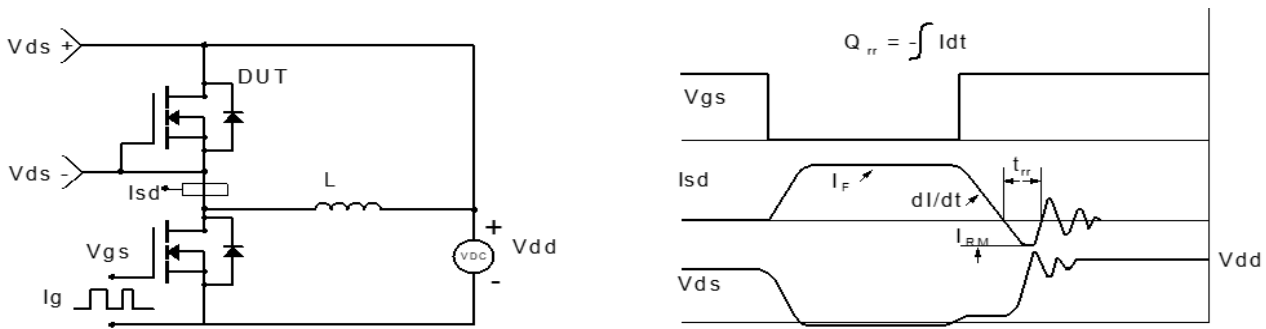 Vds +
DUT
Vds -
Isd
L
Vgs
+
VDC
Vdd
-
Ig
Q rr = - ∫ Idt
Vgs
Isd
I F
dI/dt
t rr
I RM
Vdd
Vds